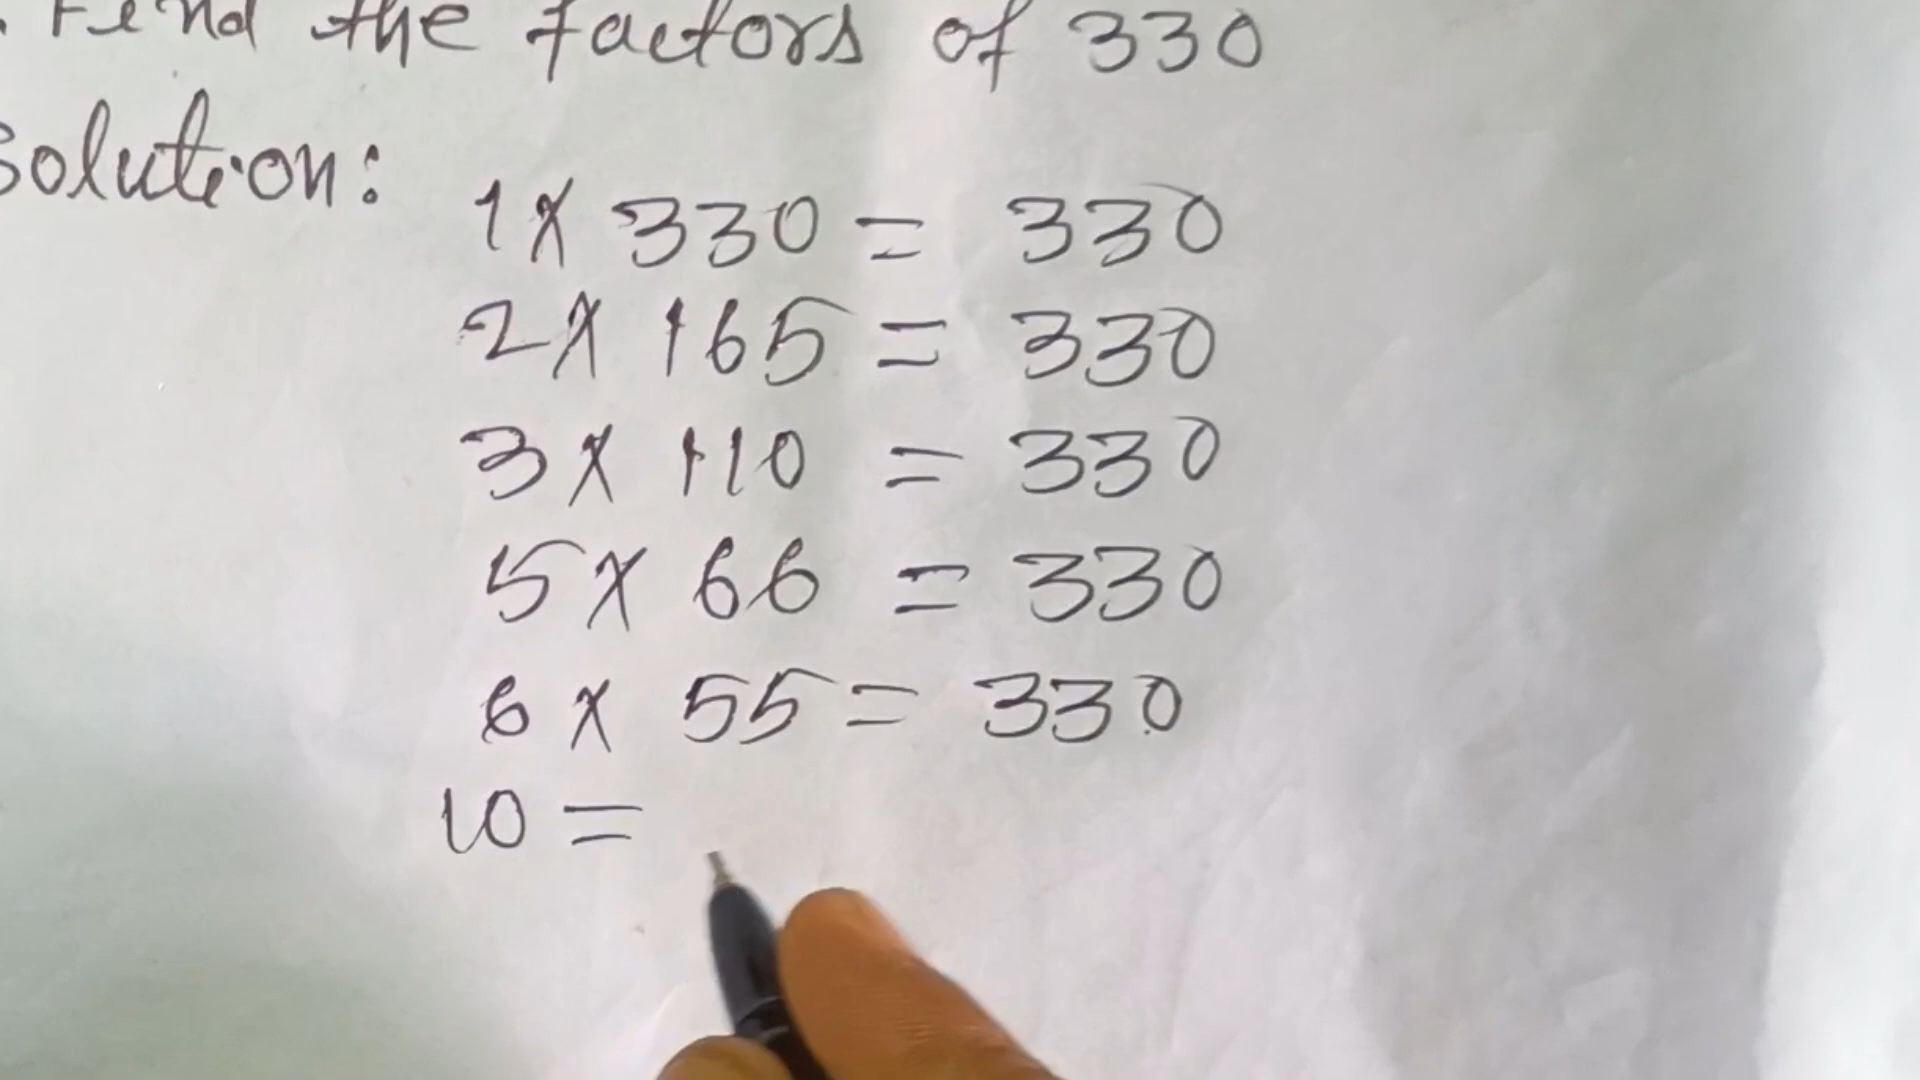 . Find the factors of 330
Solution:
1 x 330 = 330
2 x 165 = 330
3 x 110 = 330
5 x 66 = 330
6 x 55 = 330
10 =